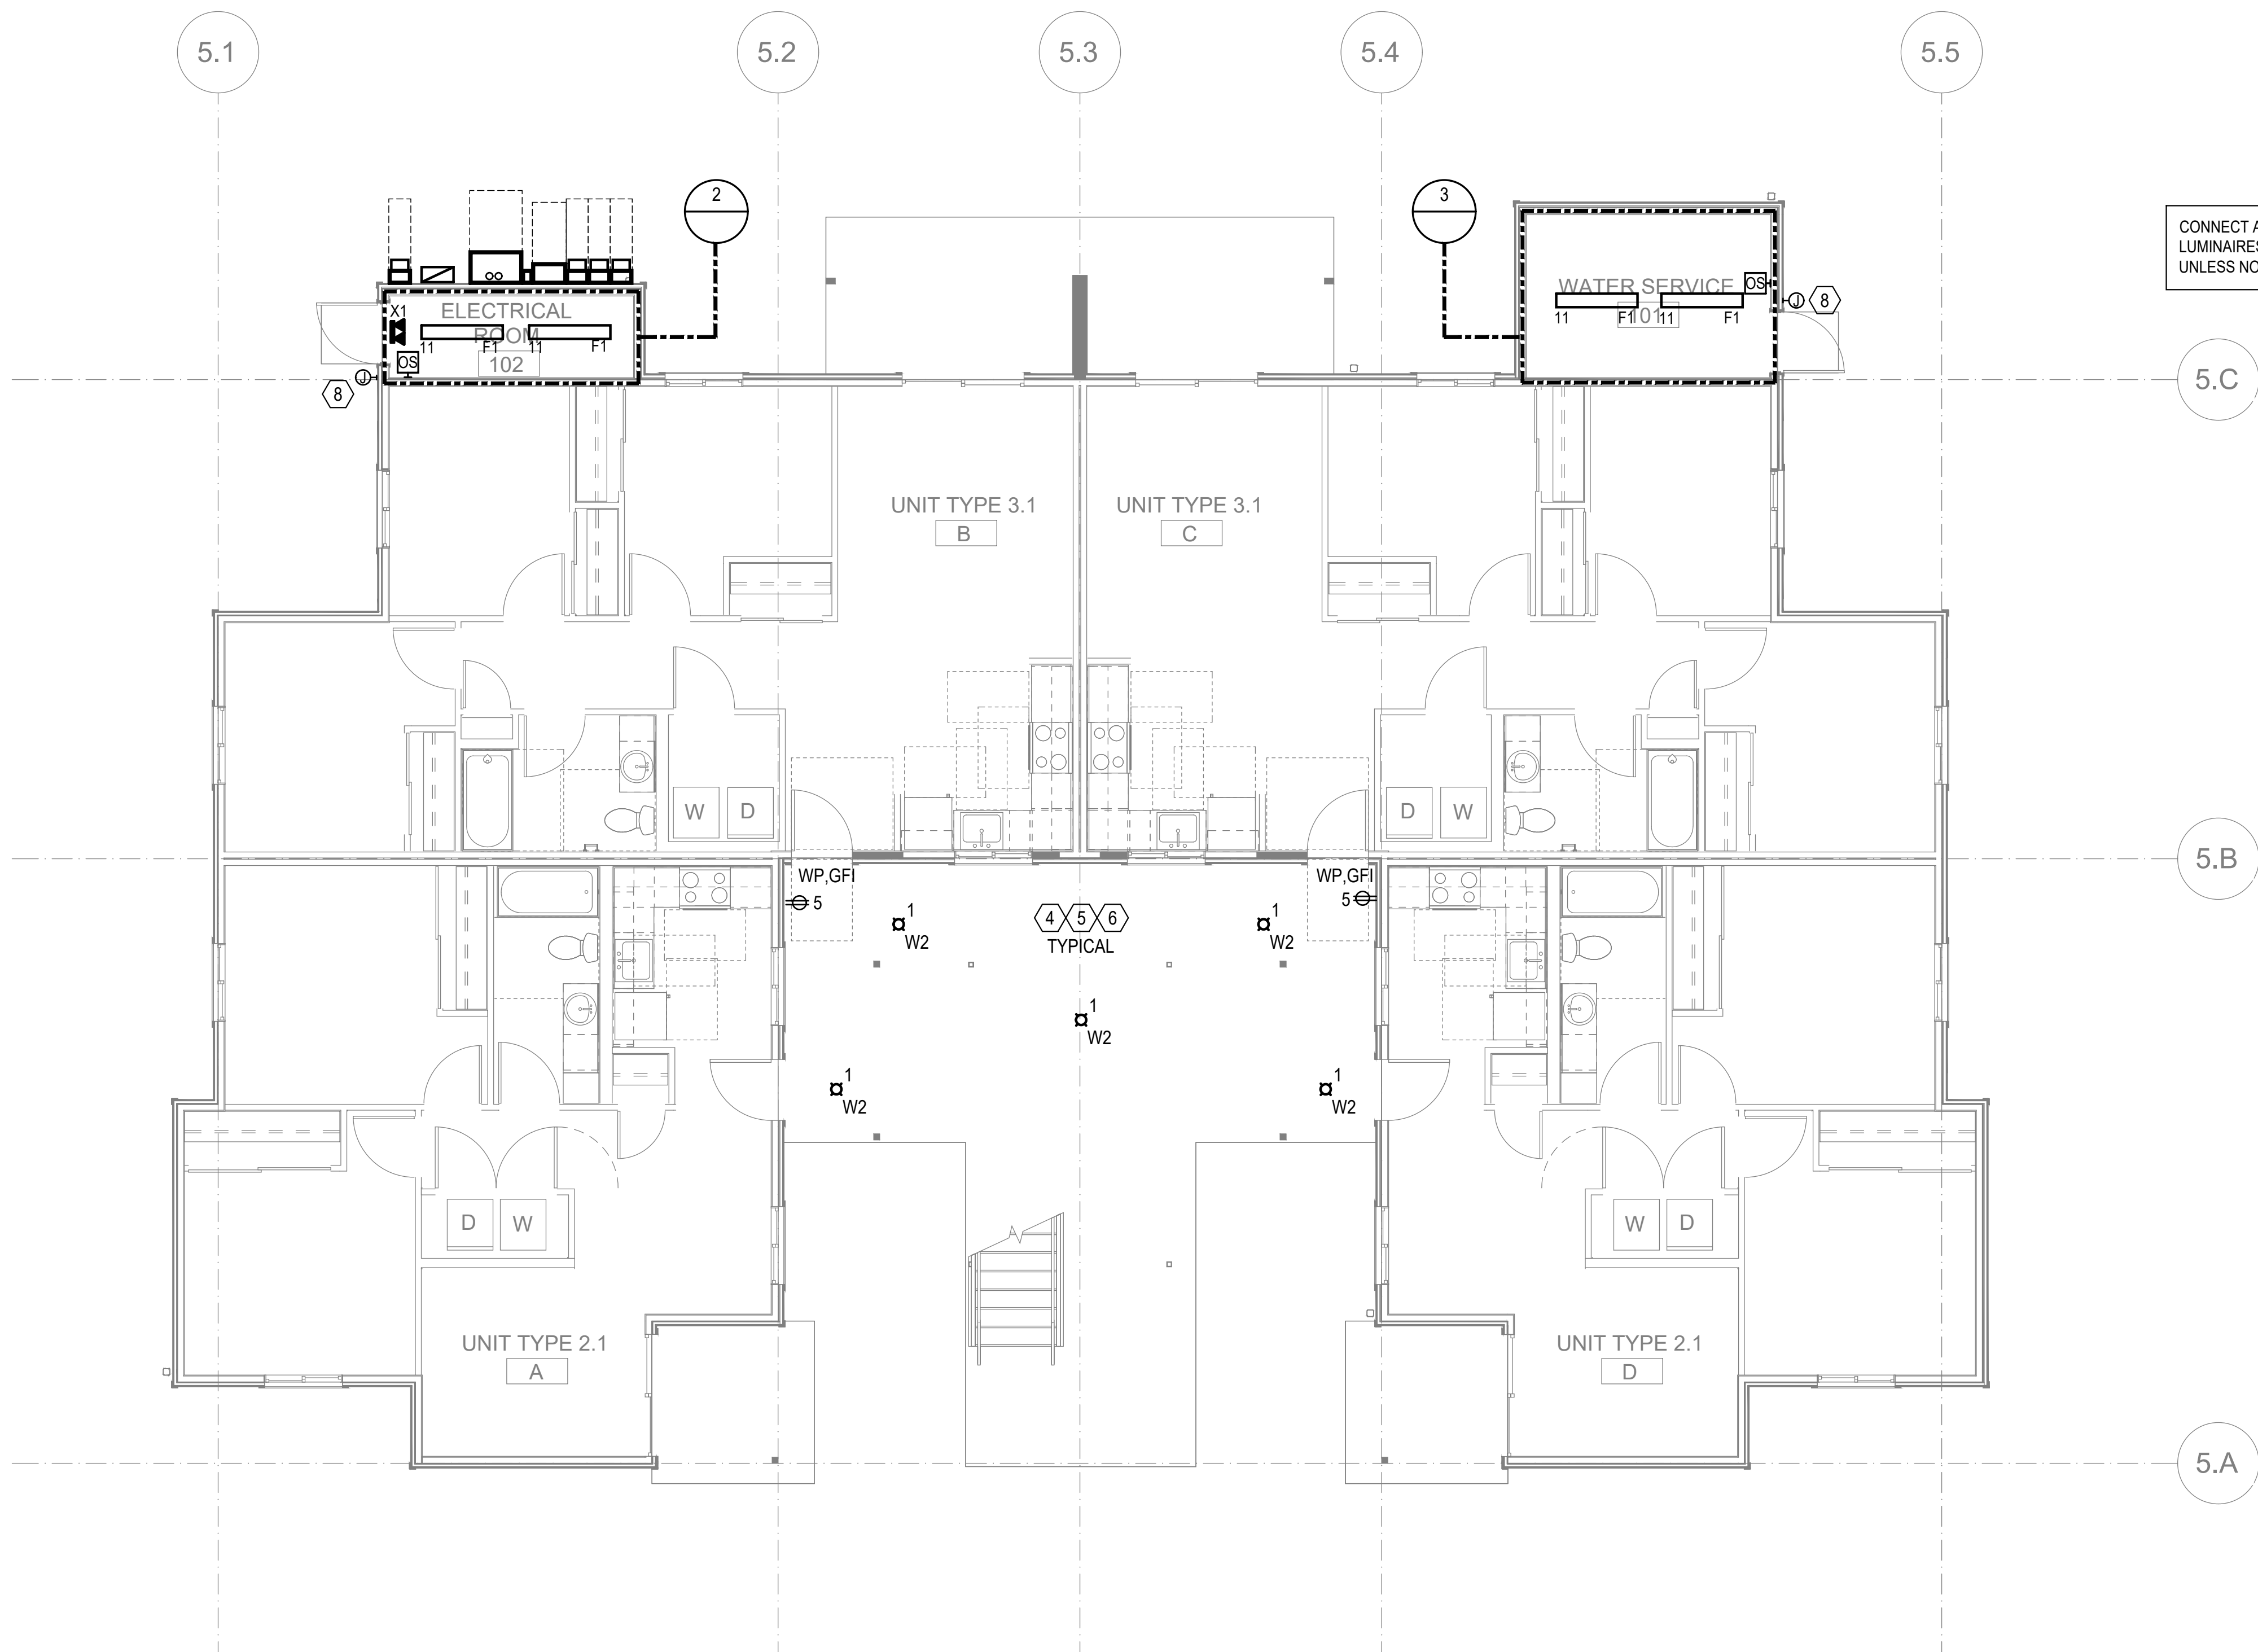 5.1
5.2
5.3
5.4
5.5
2
3
CONNECT A
LUMINAIRES
UNLESS NO
ELECTRICAL
ROOM
102
X1
11
F1
11
F1
OS
J
8
WATER SERVICE
101
OS
11
F1
11
F1
J
8
5.C
UNIT TYPE 3.1
B
UNIT TYPE 3.1
C
W
D
D
W
5.B
WP,GFI
5
WP,GFI
5
1
W2
4
5
6
TYPICAL
1
W2
1
W2
1
W2
1
W2
D
W
W
D
UNIT TYPE 2.1
A
UNIT TYPE 2.1
D
5.A